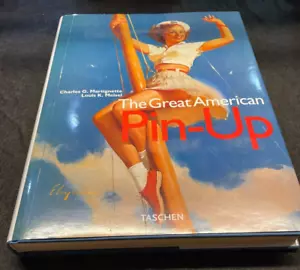 Charles G. Martignette
Louis K. Meisel
The Great American
Pin-Up
TASCHEN